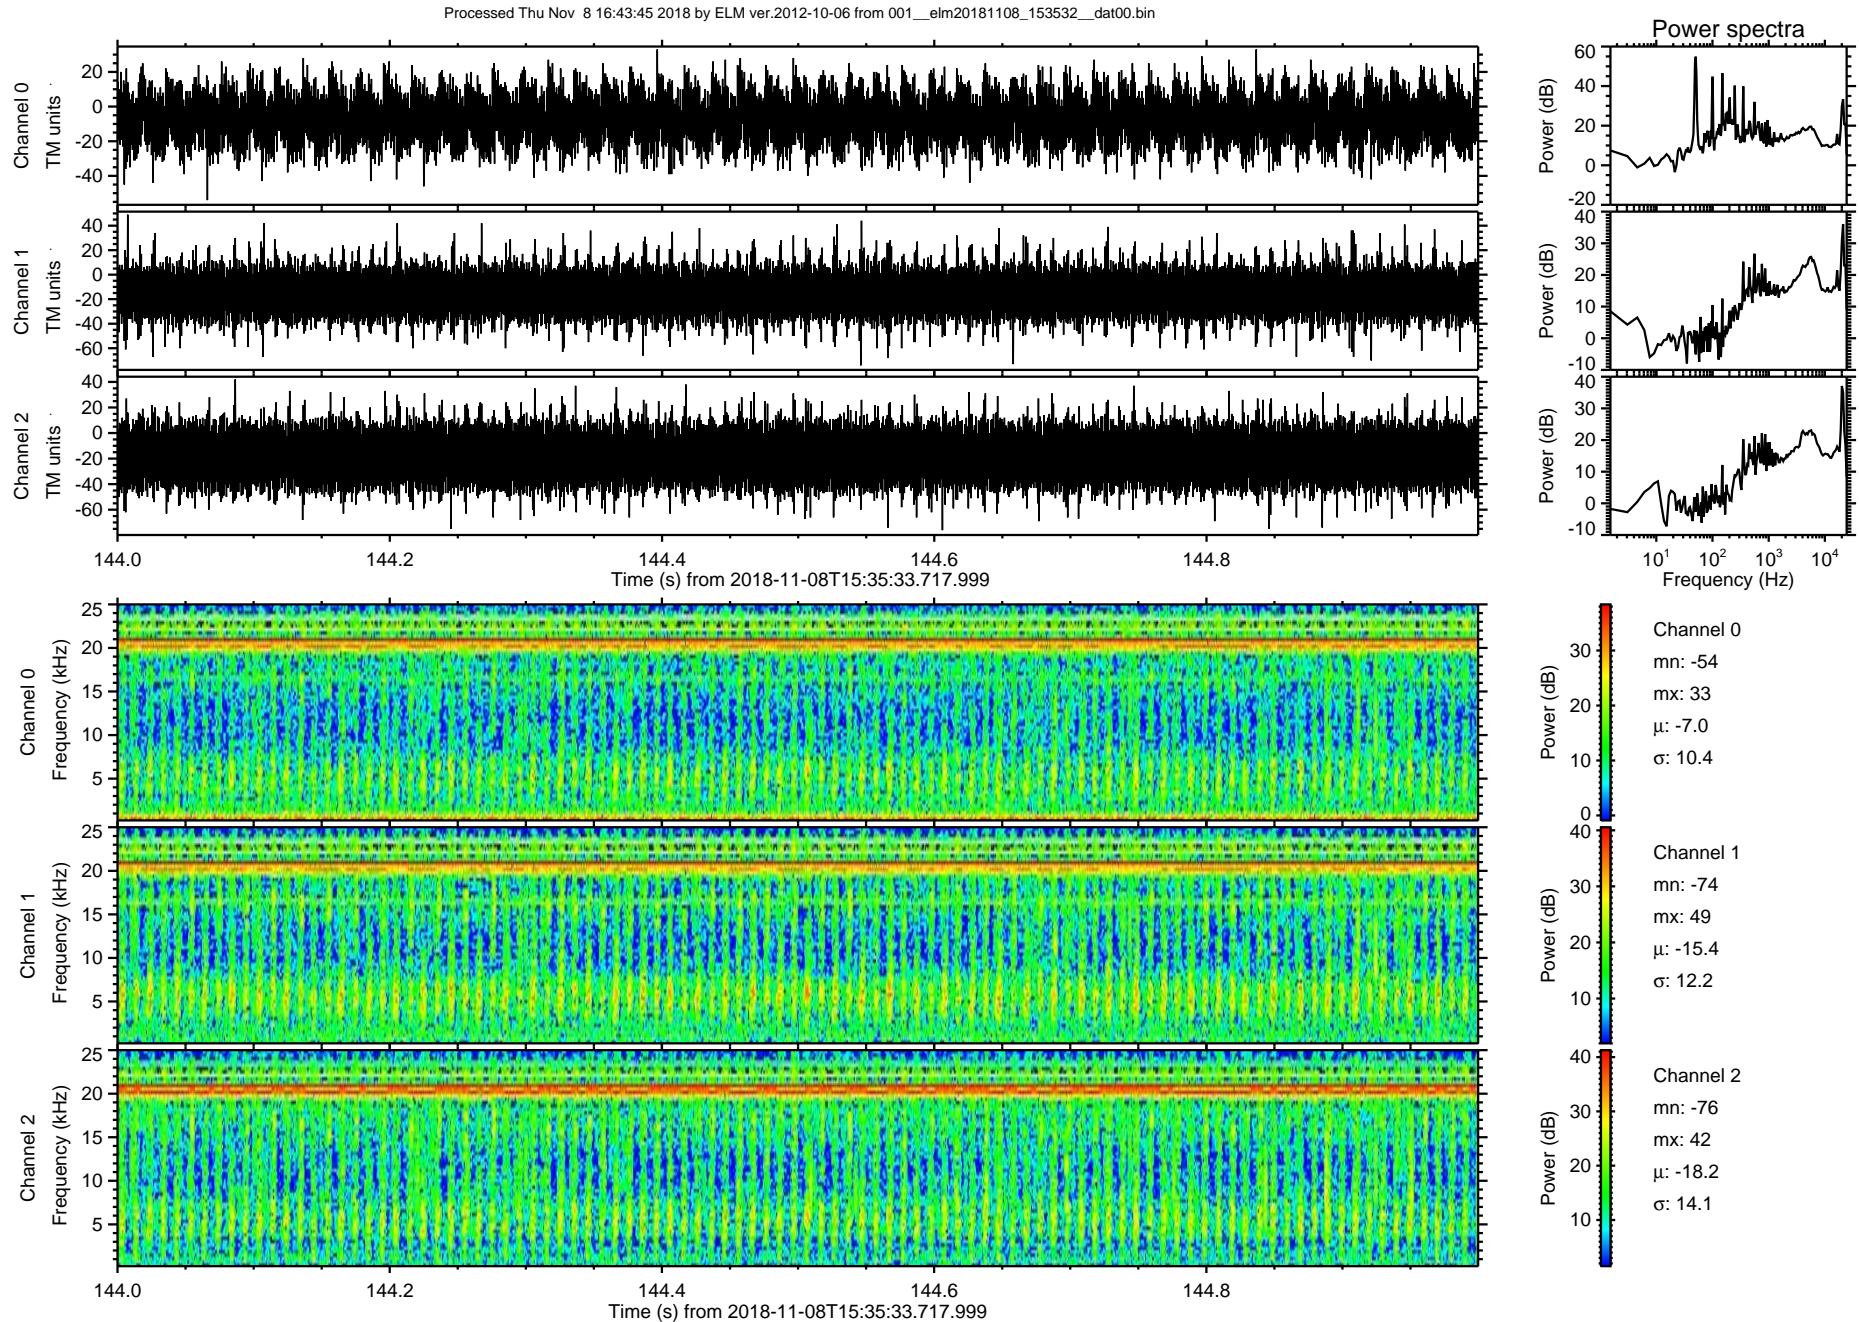 Processed Thu Nov  8 16:43:45 2018 by ELM ver.2012-10-06 from 001__elm20181108_153532__dat00.bin
Power spectra
Channel 0
TM units
20
0
-20
-40
Power (dB)
60
40
20
0
-20
Channel 1
TM units
40
20
0
-20
-40
-60
Power (dB)
40
30
20
10
0
-10
Channel 2
TM units
40
20
0
-20
-40
-60
Power (dB)
40
30
20
10
0
-10
144.0 144.2 144.4 144.6 144.8
Time (s) from 2018-11-08T15:35:33.717.999
10^1 10^2 10^3 10^4
Frequency (Hz)
Channel 0
Frequency (kHz)
25
20
15
10
5
Power (dB)
30
20
10
0
Channel 0
mn: -54
mx: 33
μ: -7.0
σ: 10.4
Channel 1
Frequency (kHz)
25
20
15
10
5
Power (dB)
40
30
20
10
Channel 1
mn: -74
mx: 49
μ: -15.4
σ: 12.2
Channel 2
Frequency (kHz)
25
20
15
10
5
Power (dB)
40
30
20
10
Channel 2
mn: -76
mx: 42
μ: -18.2
σ: 14.1
144.0 144.2 144.4 144.6 144.8
Time (s) from 2018-11-08T15:35:33.717.999